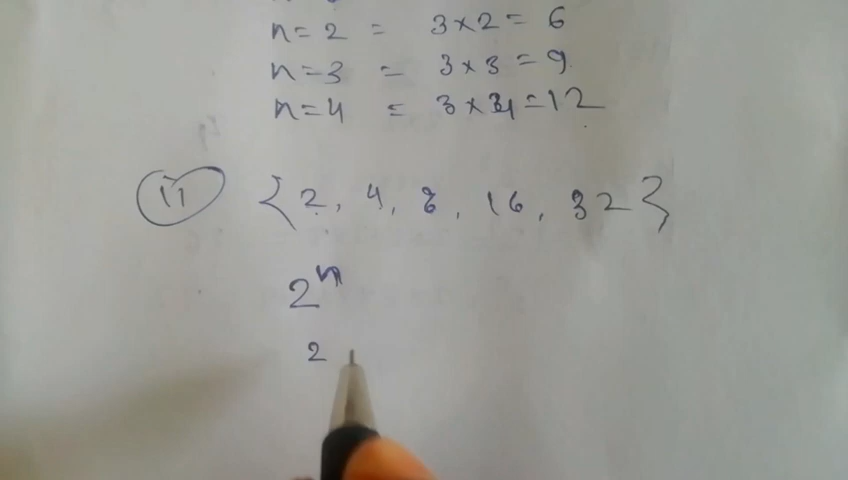 n=2 = 3×2=6
n=3 = 3×3=9
n=4 = 3×4=12
(ii) {2, 4, 8, 16, 32}
2ⁿ
2